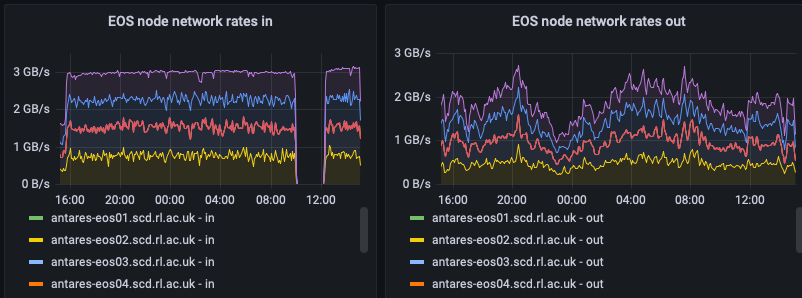 EOS node network rates in
3 GB/s
2 GB/s
1 GB/s
0 B/s
16:00 20:00 00:00 04:00 08:00 12:00
antares-eos01.scd.rl.ac.uk - in
antares-eos02.scd.rl.ac.uk - in
antares-eos03.scd.rl.ac.uk - in
antares-eos04.scd.rl.ac.uk - in
EOS node network rates out
3 GB/s
2 GB/s
1 GB/s
0 B/s
16:00 20:00 00:00 04:00 08:00 12:00
antares-eos01.scd.rl.ac.uk - out
antares-eos02.scd.rl.ac.uk - out
antares-eos03.scd.rl.ac.uk - out
antares-eos04.scd.rl.ac.uk - out